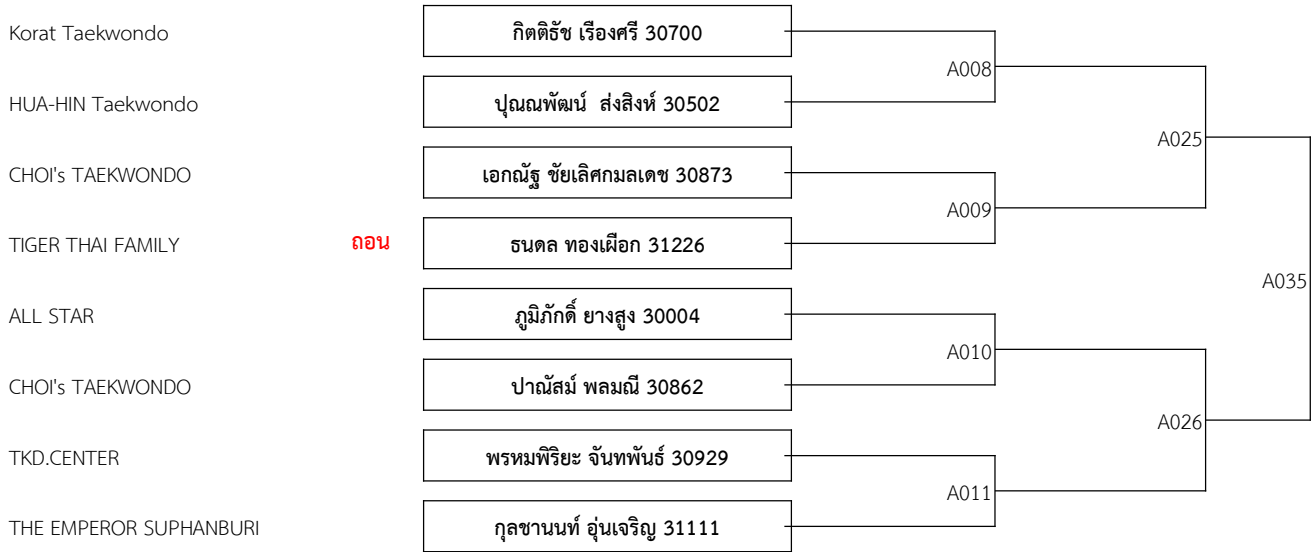 Korat Taekwondo กิตติธัช เรืองศรี 30700
A008
HUA-HIN Taekwondo ปุณณพัฒน์ ส่งสิงห์ 30502
A025
CHOI's TAEKWONDO เอกณัฐ ชัยเลิศกมลเดช 30873
A009
TIGER THAI FAMILY ถอน ธนดล ทองเผือก 31226
A035
ALL STAR ภูมิภักดิ์ ยางสูง 30004
A010
CHOI's TAEKWONDO ปาณัสม์ พลมณี 30862
A026
TKD.CENTER พรหมพิริยะ จันทพันธ์ 30929
A011
THE EMPEROR SUPHANBURI กุลชานนท์ อุ่นเจริญ 31111